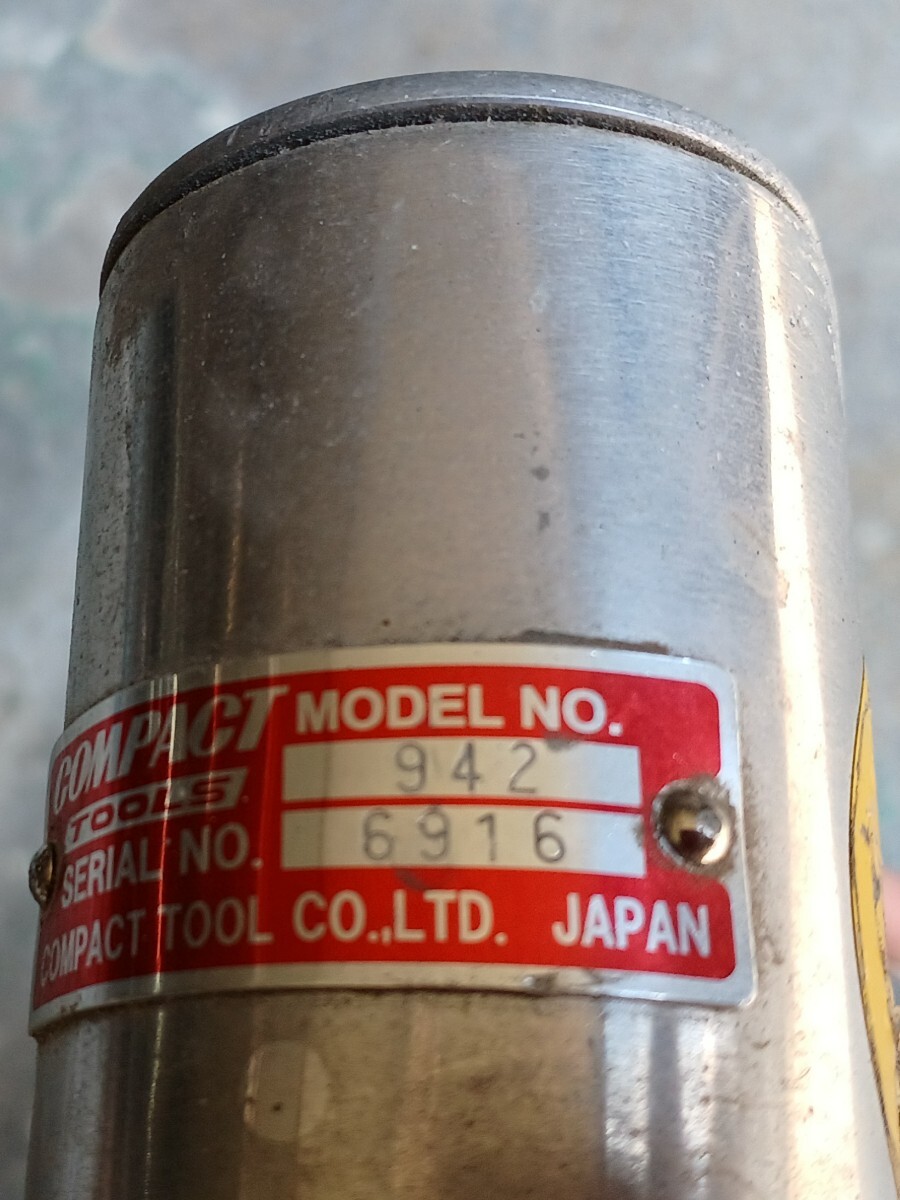 COMPACT TOOLS
MODEL NO.
942
SERIAL NO.
6916
COMPACT TOOL CO.,LTD. JAPAN